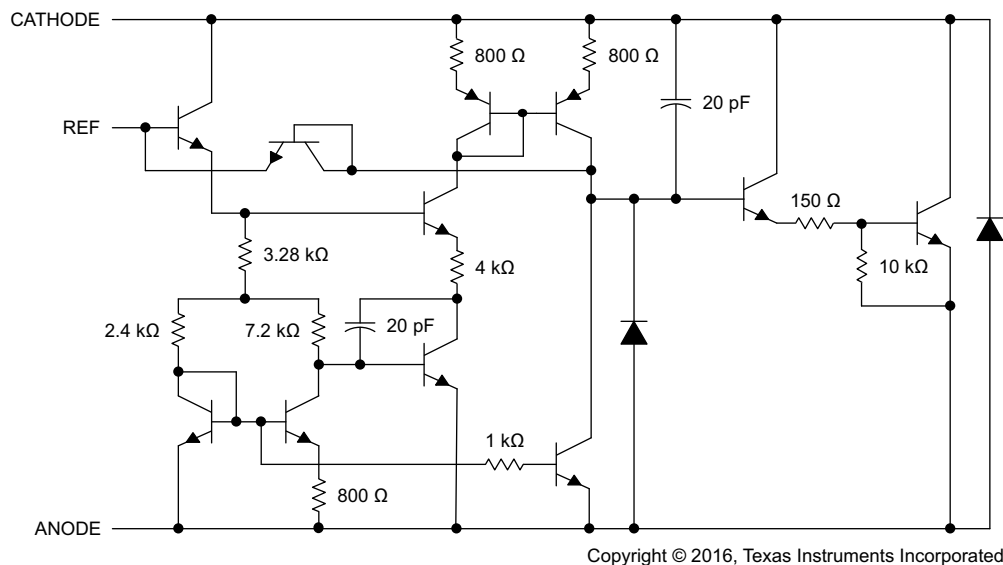 CATHODE
800 Ω
800 Ω
20 pF
REF
150 Ω
3.28 kΩ
4 kΩ
10 kΩ
2.4 kΩ
7.2 kΩ
20 pF
1 kΩ
800 Ω
ANODE
Copyright © 2016, Texas Instruments Incorporated